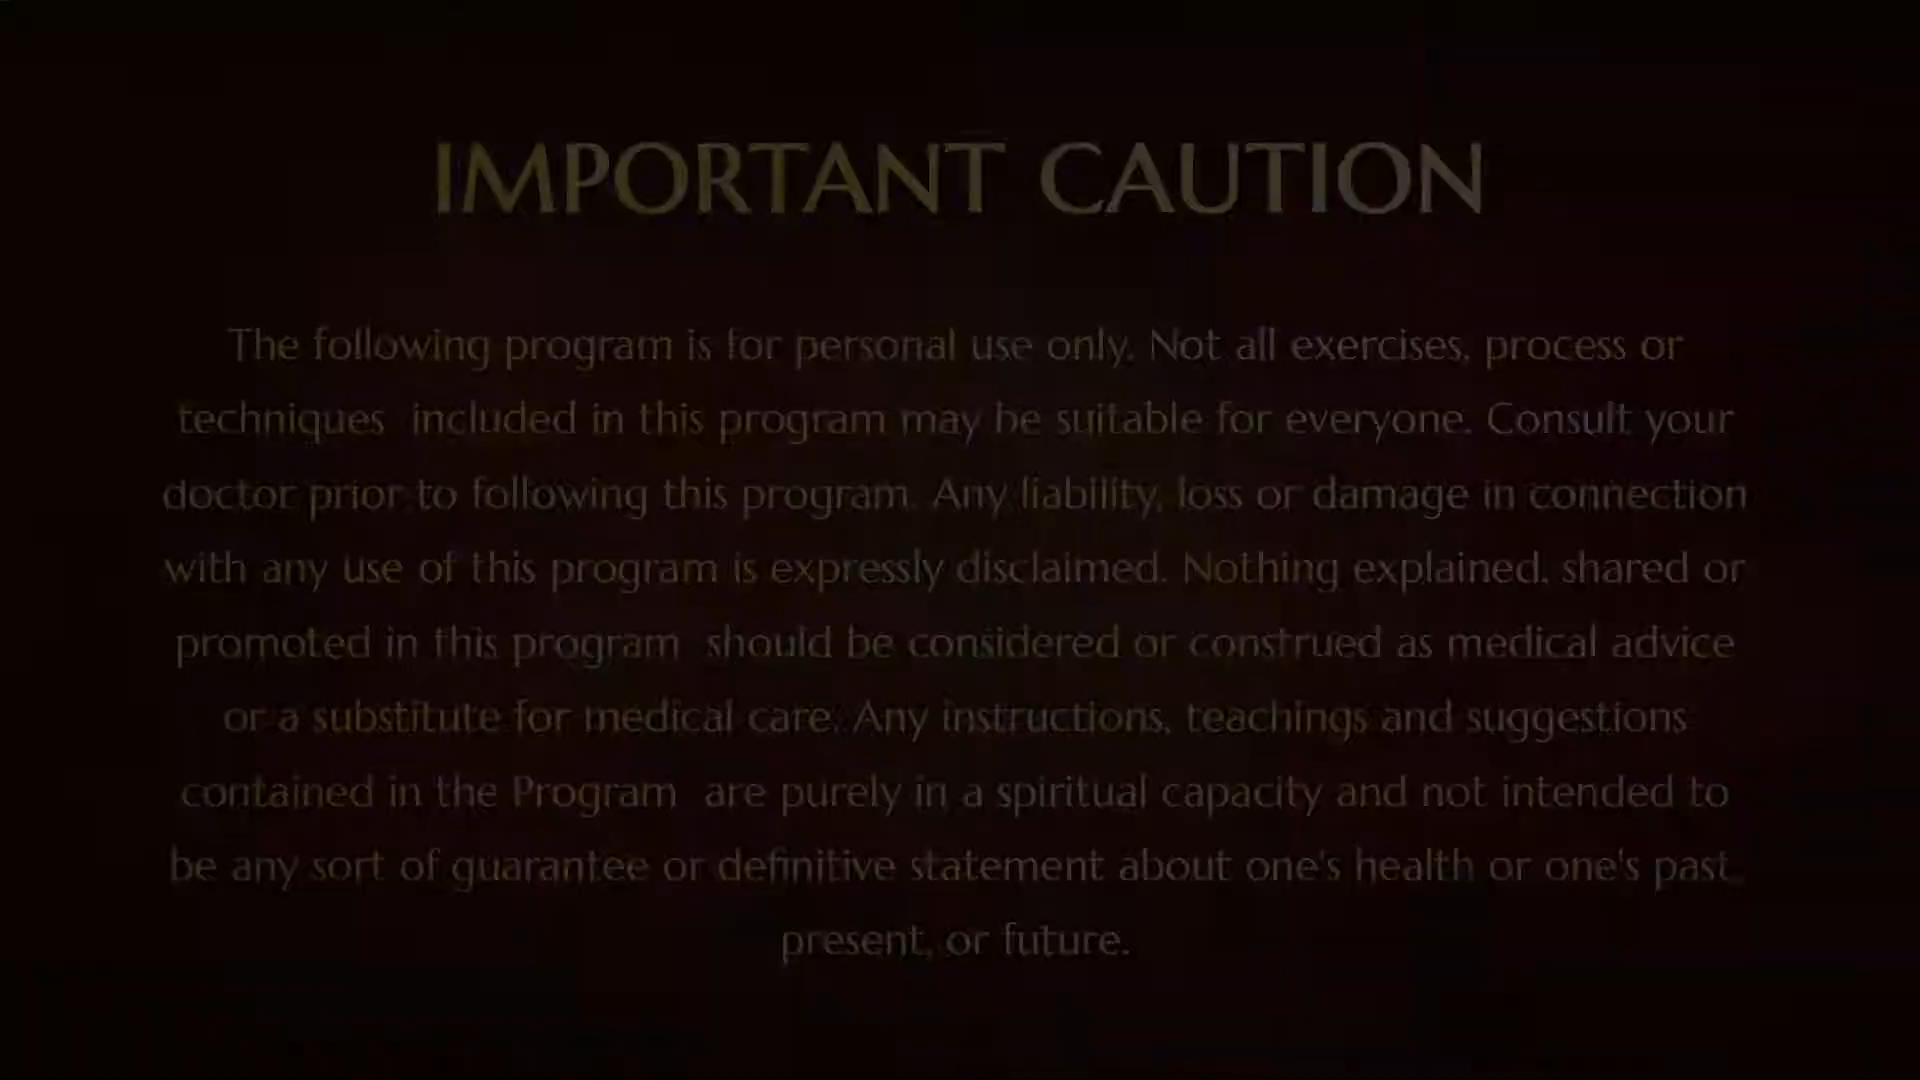 IMPORTANT CAUTION
The following program is for personal use only. Not all exercises, process or
techniques included in this program may be suitable for everyone. Consult your
doctor prior to following this program. Any liability, loss or damage in connection
with any use of this program is expressly disclaimed. Nothing explained, shared or
promoted in this program should be considered or construed as medical advice
or a substitute for medical care. Any instructions, teachings and suggestions
contained in the Program are purely in a spiritual capacity and not intended to
be any sort of guarantee or definitive statement about one's health or one's past,
present, or future.